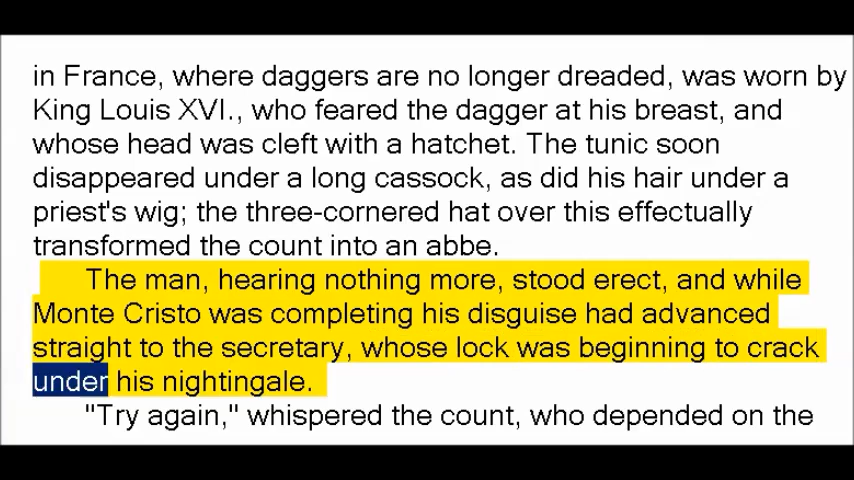 in France, where daggers are no longer dreaded, was worn by
King Louis XVI., who feared the dagger at his breast, and
whose head was cleft with a hatchet. The tunic soon
disappeared under a long cassock, as did his hair under a
priest's wig; the three-cornered hat over this effectually
transformed the count into an abbe.
The man, hearing nothing more, stood erect, and while
Monte Cristo was completing his disguise had advanced
straight to the secretary, whose lock was beginning to crack
under his nightingale.
"Try again," whispered the count, who depended on the